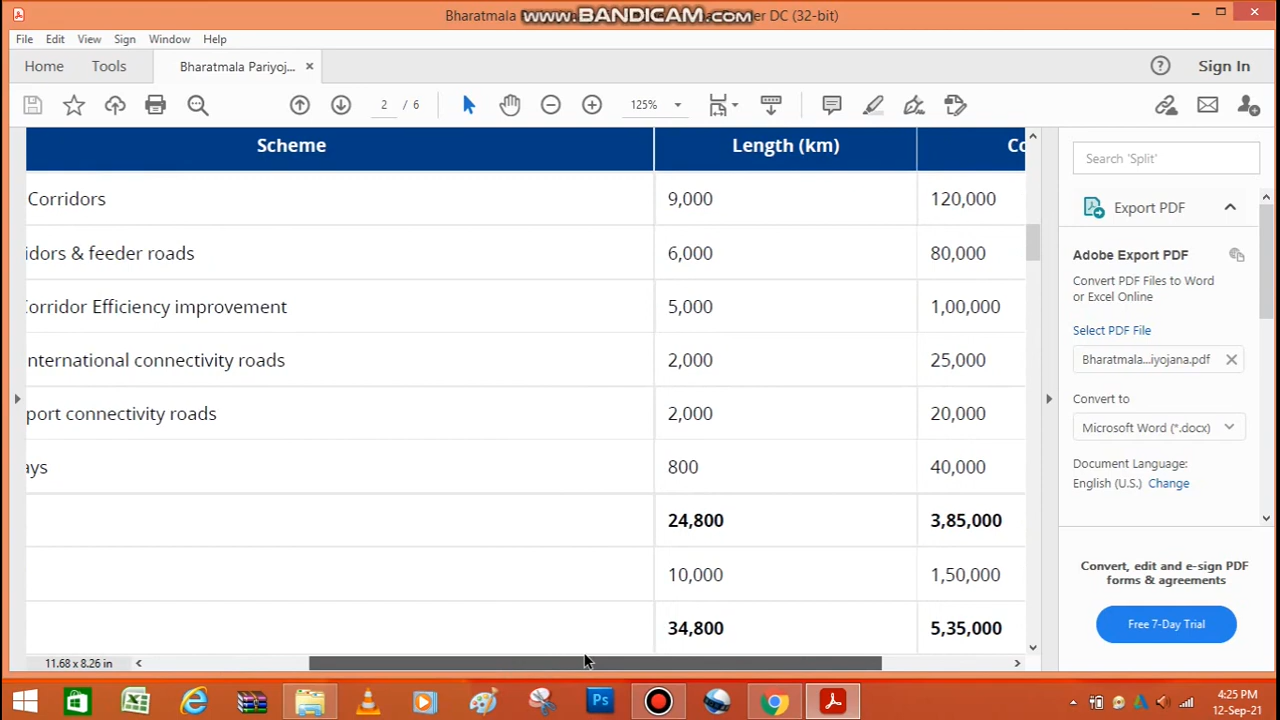 Bharatmala P
www.BANDICAM.com
er DC (32-bit)
File Edit View Sign Window Help
Home Tools Bharatmala Pariyoj... × Sign In
2 / 6 125%
Scheme Length (km) Co
Corridors 9,000 120,000
idors & feeder roads 6,000 80,000
Corridor Efficiency improvement 5,000 1,00,000
nternational connectivity roads 2,000 25,000
port connectivity roads 2,000 20,000
ays 800 40,000
24,800 3,85,000
10,000 1,50,000
34,800 5,35,000
11.68 x 8.26 in
Search 'Split'
Export PDF
Adobe Export PDF
Convert PDF Files to Word
or Excel Online
Select PDF File
Bharatmala...iyojana.pdf
Convert to
Microsoft Word (*.docx)
Document Language:
English (U.S.) Change
Convert, edit and e-sign PDF
forms & agreements
Free 7-Day Trial
Ps
4:25 PM
12-Sep-21